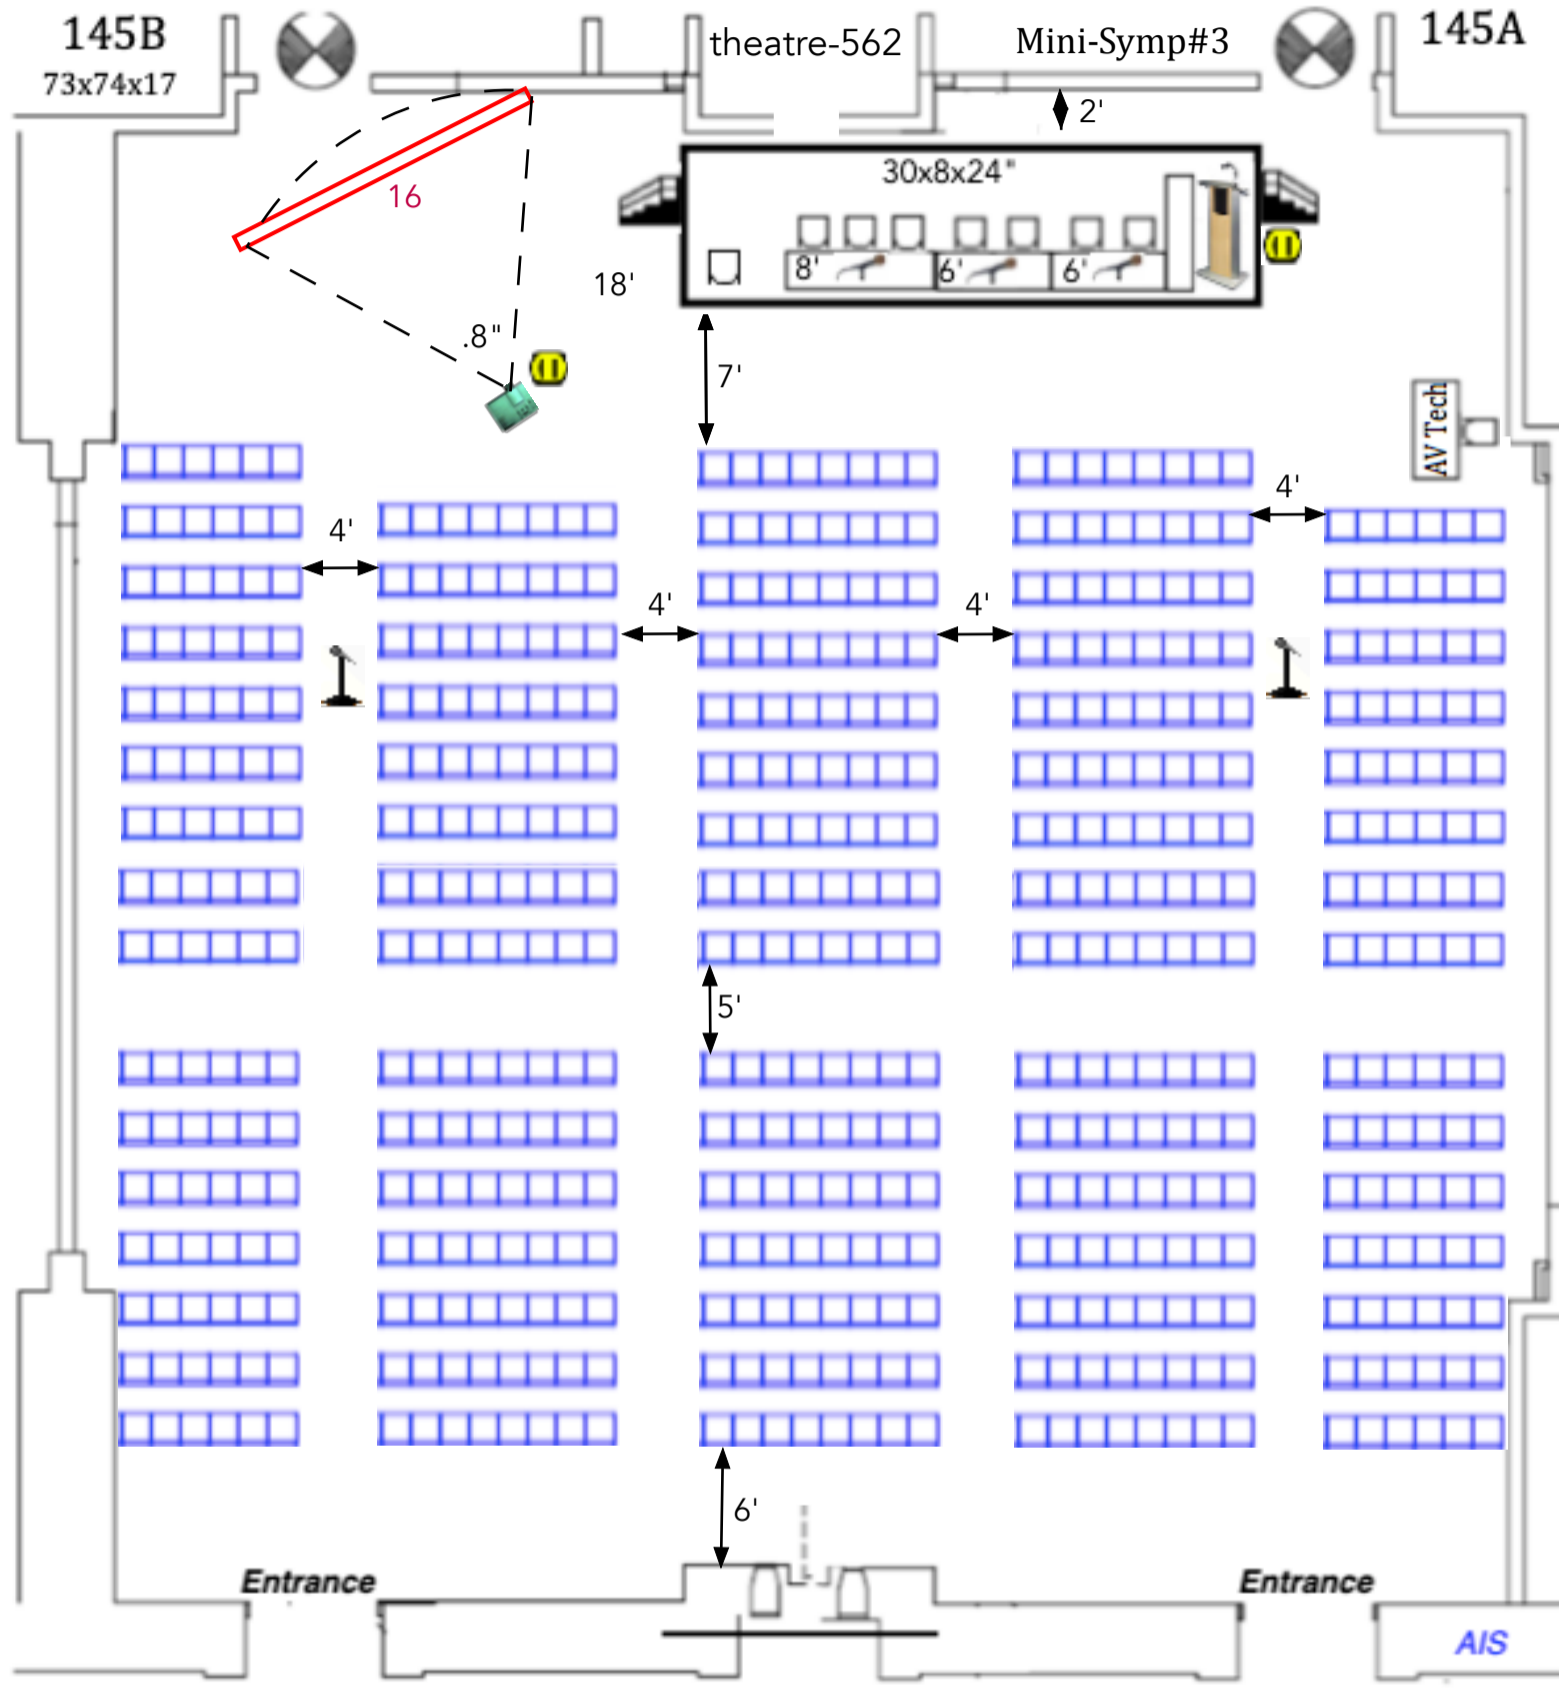 145B
73x74x17
theatre-562
Mini-Symp#3
145A
2'
30x8x24"
16
8'
6'
6'
18'
.8"
7'
AV Tech
4'
4'
4'
4'
5'
6'
Entrance
Entrance
AIS